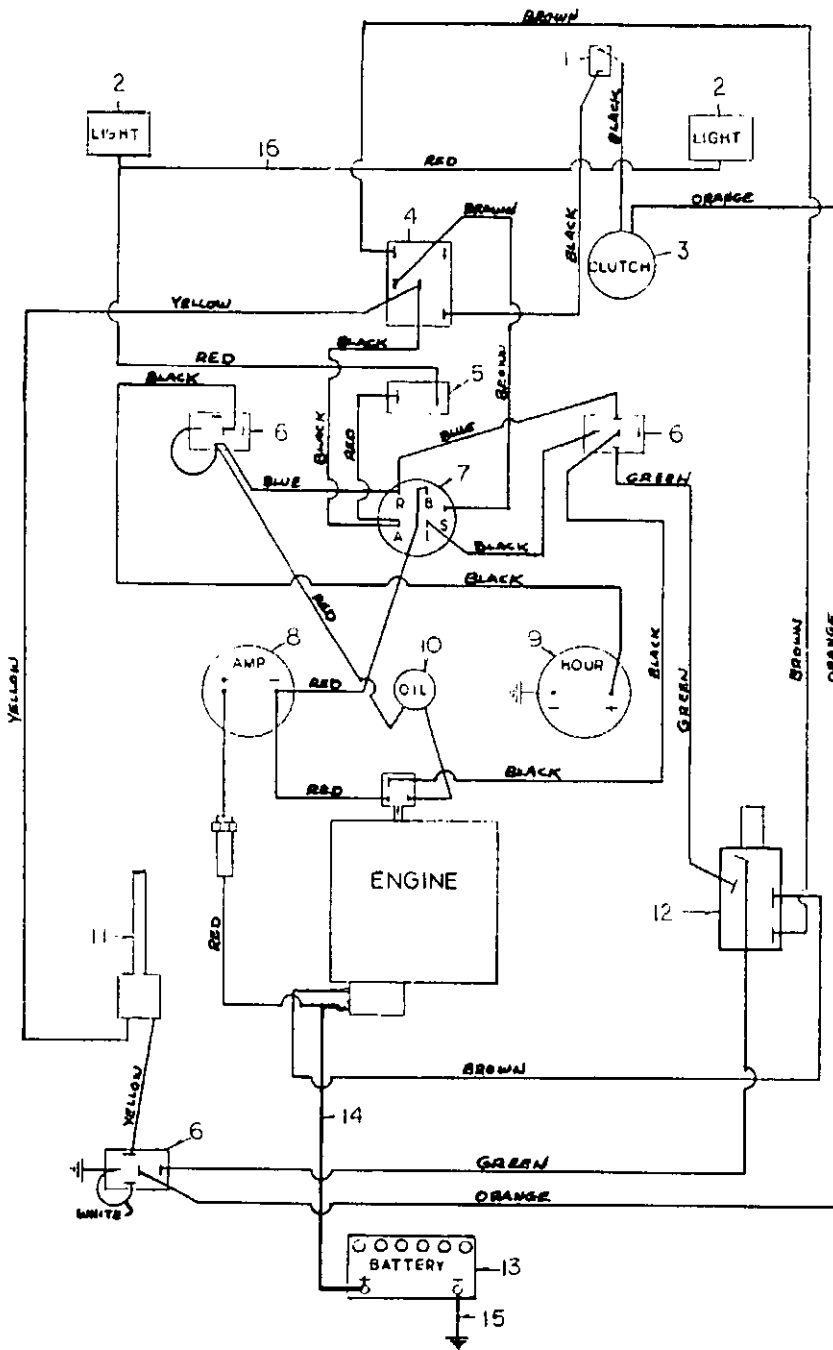 BROWN
1
2
2
BLACK
LIGHT
LIGHT
16
RED
ORANGE
4
BROWN
BLACK
3
CLUTCH
YELLOW
BLACK
RED
BROWN
BLACK
5
6
BLACK
RED
BLUE
6
7
BLUE
GREEN
R
B
S
A
I
BLACK
BLACK
RED
8
10
9
AMP
HOUR
BLACK
BROWN
ORANGE
-
RED
OIL
GREEN
YELLOW
- +
BLACK
RED
ENGINE
12
11
RED
BROWN
YELLOW
14
6
GREEN
ORANGE
WHITE
BATTERY
13
+ -
15